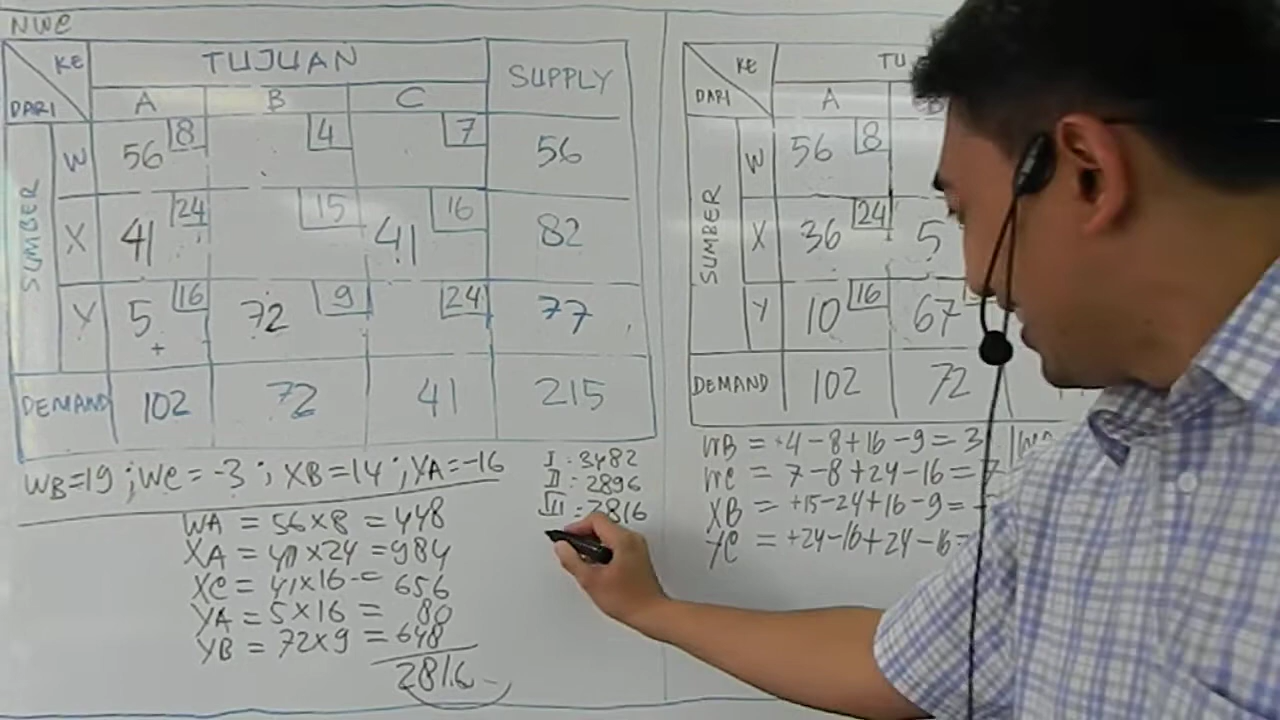 NWC
KE TUJUAN SUPPLY
DARI A B C
SUMBER
W 56 8 4 7 56
X 41 24 15 41 16 82
Y 5 16 72 9 24 77
+
DEMAND 102 72 41 215
WB=19 ; WC=-3 ; XB=14 ; YA=-16
WA = 56×8 = 448
XA = 41×24 = 984
XC = 41×16 = 656
YA = 5×16 = 80
YB = 72×9 = 648
2816
I : 3482
II : 2896
III : 2816
KE TU
DARI A B
SUMBER
W 56 8
X 36 24 5
Y 10 16 67
DEMAND 102 72
WB = +4-8+16-9=3
WC = 7-8+24-16=7
XB = +15-24+16-9=-
YC = +24-16+24-16=